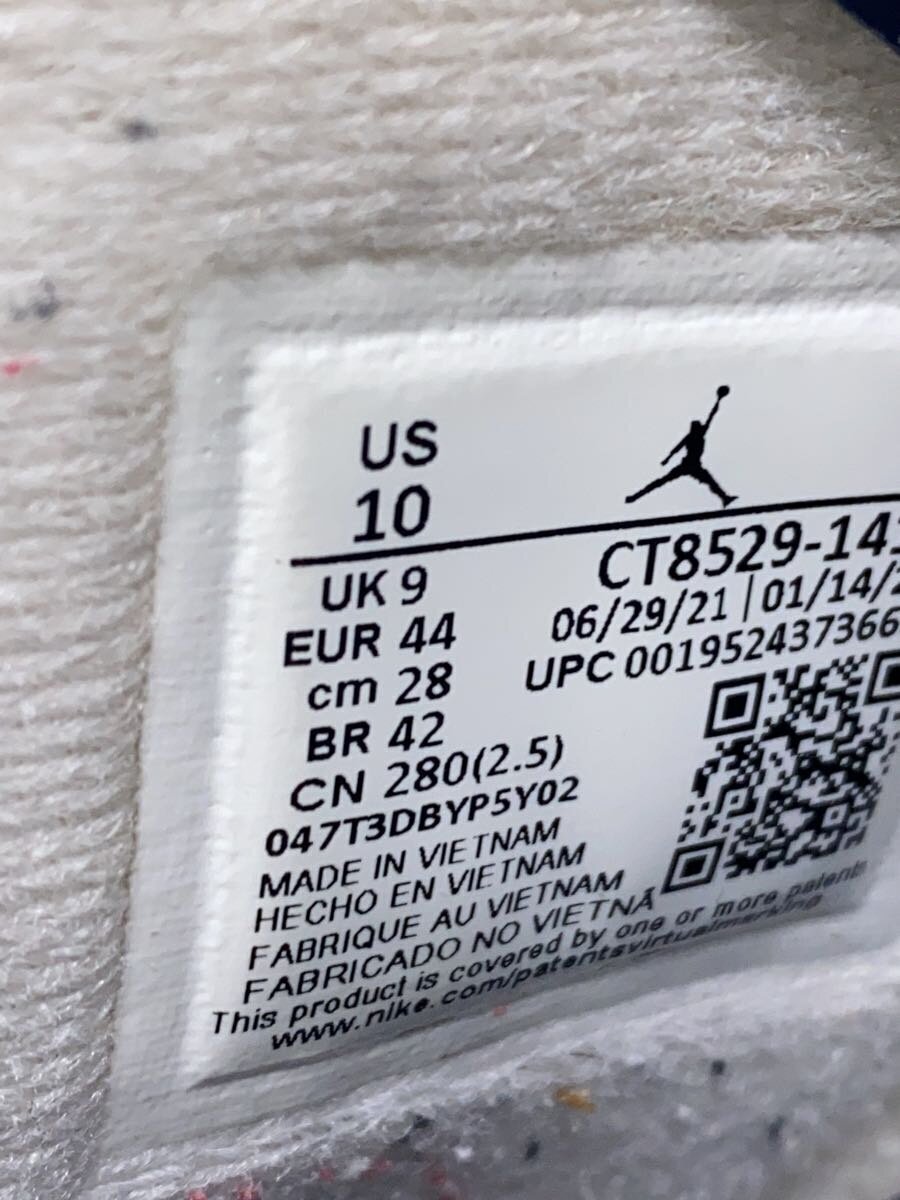 US
10
UK 9
EUR 44
cm 28
BR 42
CN 280(2.5)
047T3DBYP5Y02
MADE IN VIETNAM
HECHO EN VIETNAM
FABRIQUE AU VIETNAM
FABRICADO NO VIETNÃ
This product is covered by one or more patents
www.nike.com/patentsvirtualmarking
CT8529-14
06/29/21 | 01/14/2
UPC 001952437366